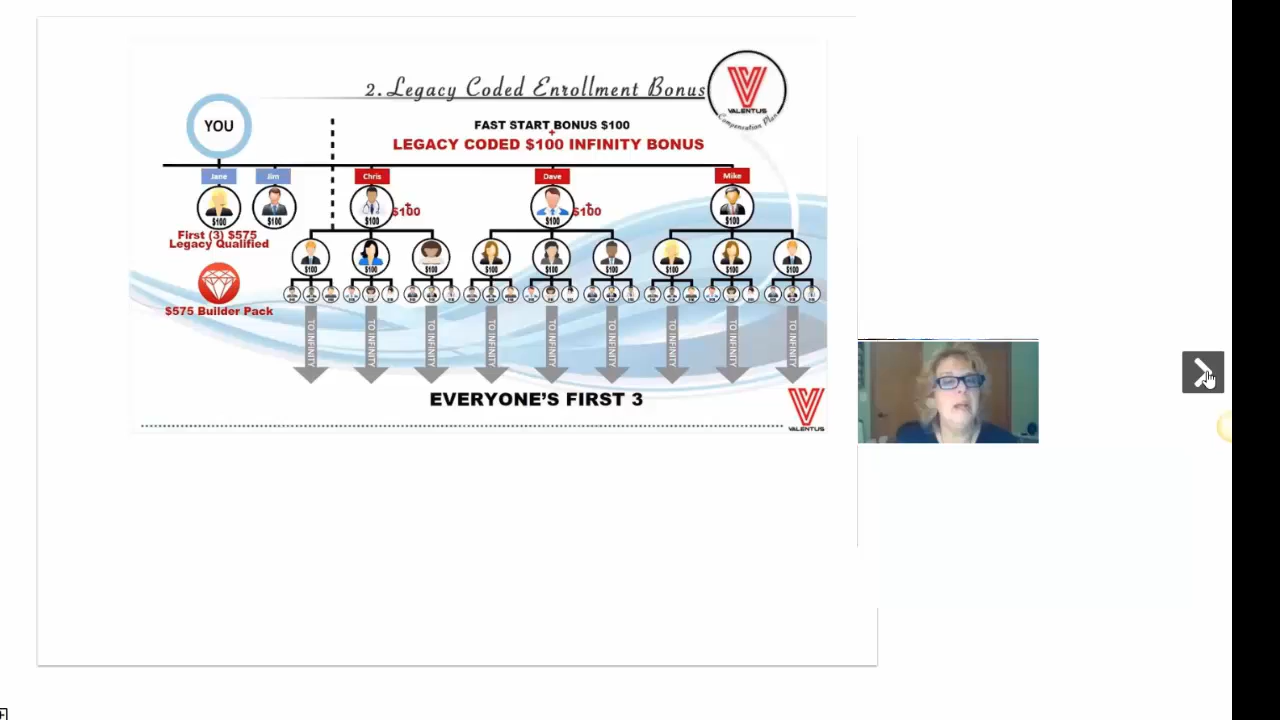 2. Legacy Coded Enrollment Bonus
VALENTUS
Compensation Plan
YOU
FAST START BONUS $100
+
LEGACY CODED $100 INFINITY BONUS
Jane
Jim
Chris
Dave
Mike
+
$100
+
$100
$100 $100 $100 $100 $100
First (3) $575
Legacy Qualified
$100 $100 $100 $100 $100 $100 $100 $100 $100
$575 Builder Pack
TO INFINITY TO INFINITY TO INFINITY TO INFINITY TO INFINITY TO INFINITY TO INFINITY TO INFINITY TO INFINITY
EVERYONE'S FIRST 3
VALENTUS